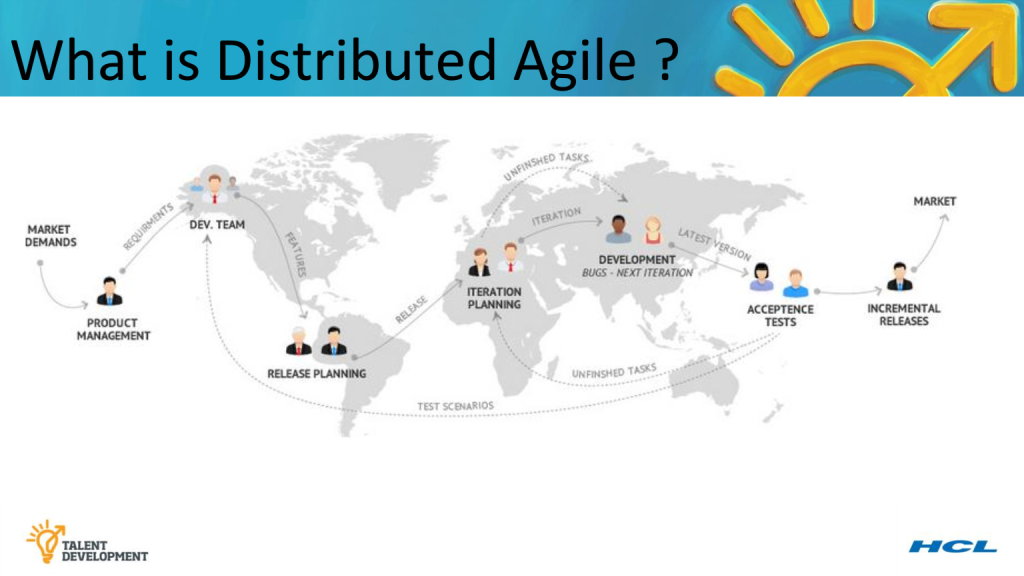 What is Distributed Agile ?
MARKET
DEMANDS
REQUIRMENTS
PRODUCT
MANAGEMENT
DEV. TEAM
FEATURES
RELEASE PLANNING
RELEASE
ITERATION
PLANNING
UNFINSHED TASKS
ITERATION
DEVELOPMENT
BUGS - NEXT ITERATION
LATEST VERSION
ACCEPTENCE
TESTS
UNFINSHED TASKS
TEST SCENARIOS
INCREMENTAL
RELEASES
MARKET
TALENT
DEVELOPMENT
HCL